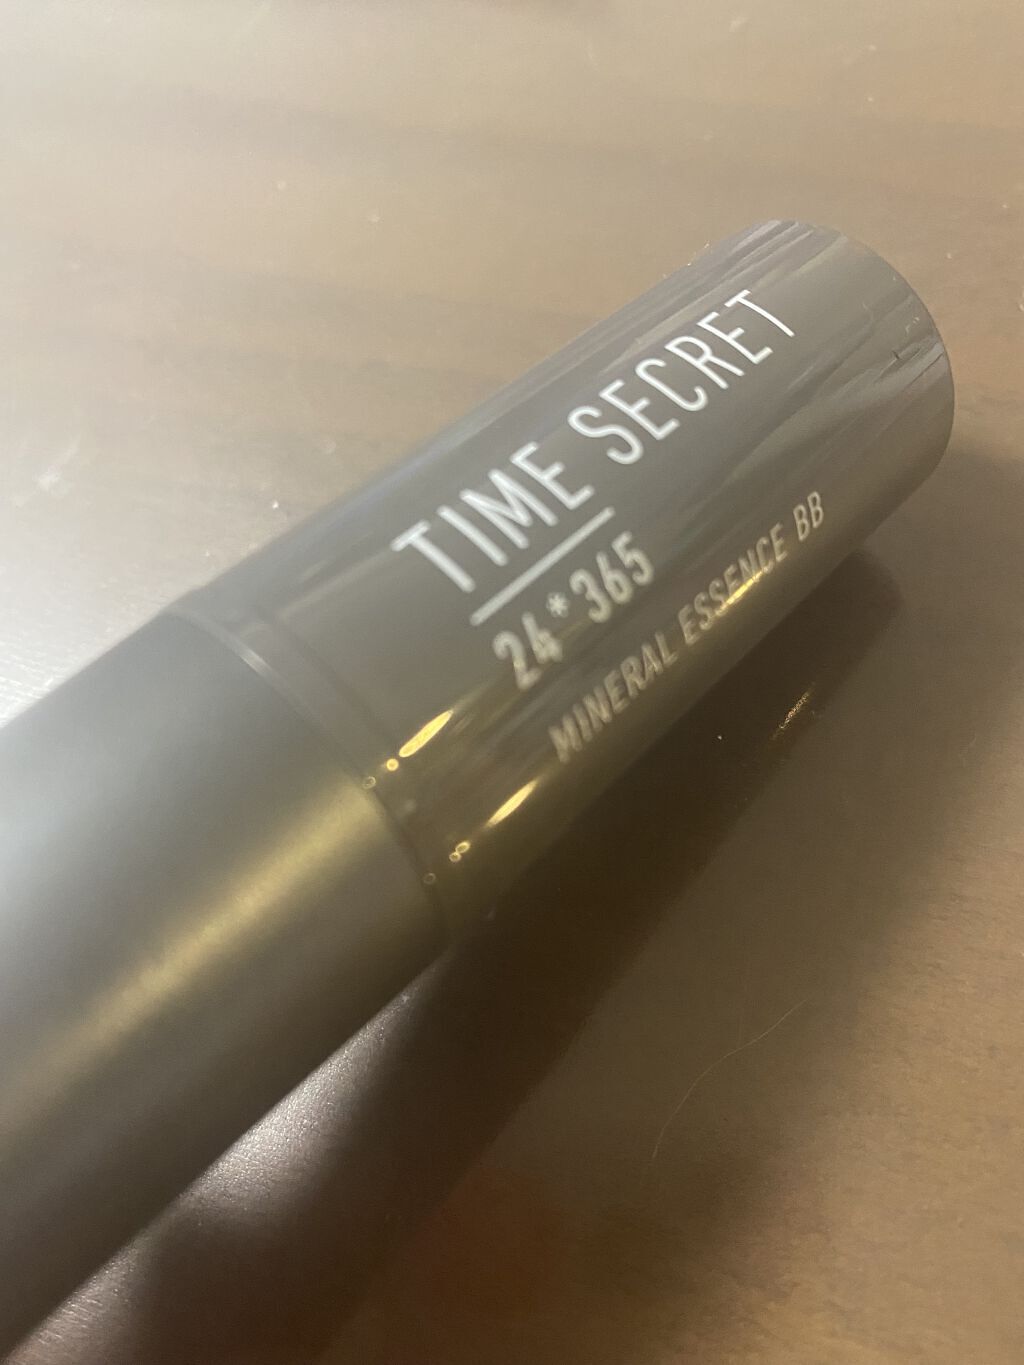 TIME SECRET
24*365
MINERAL ESSENCE BB